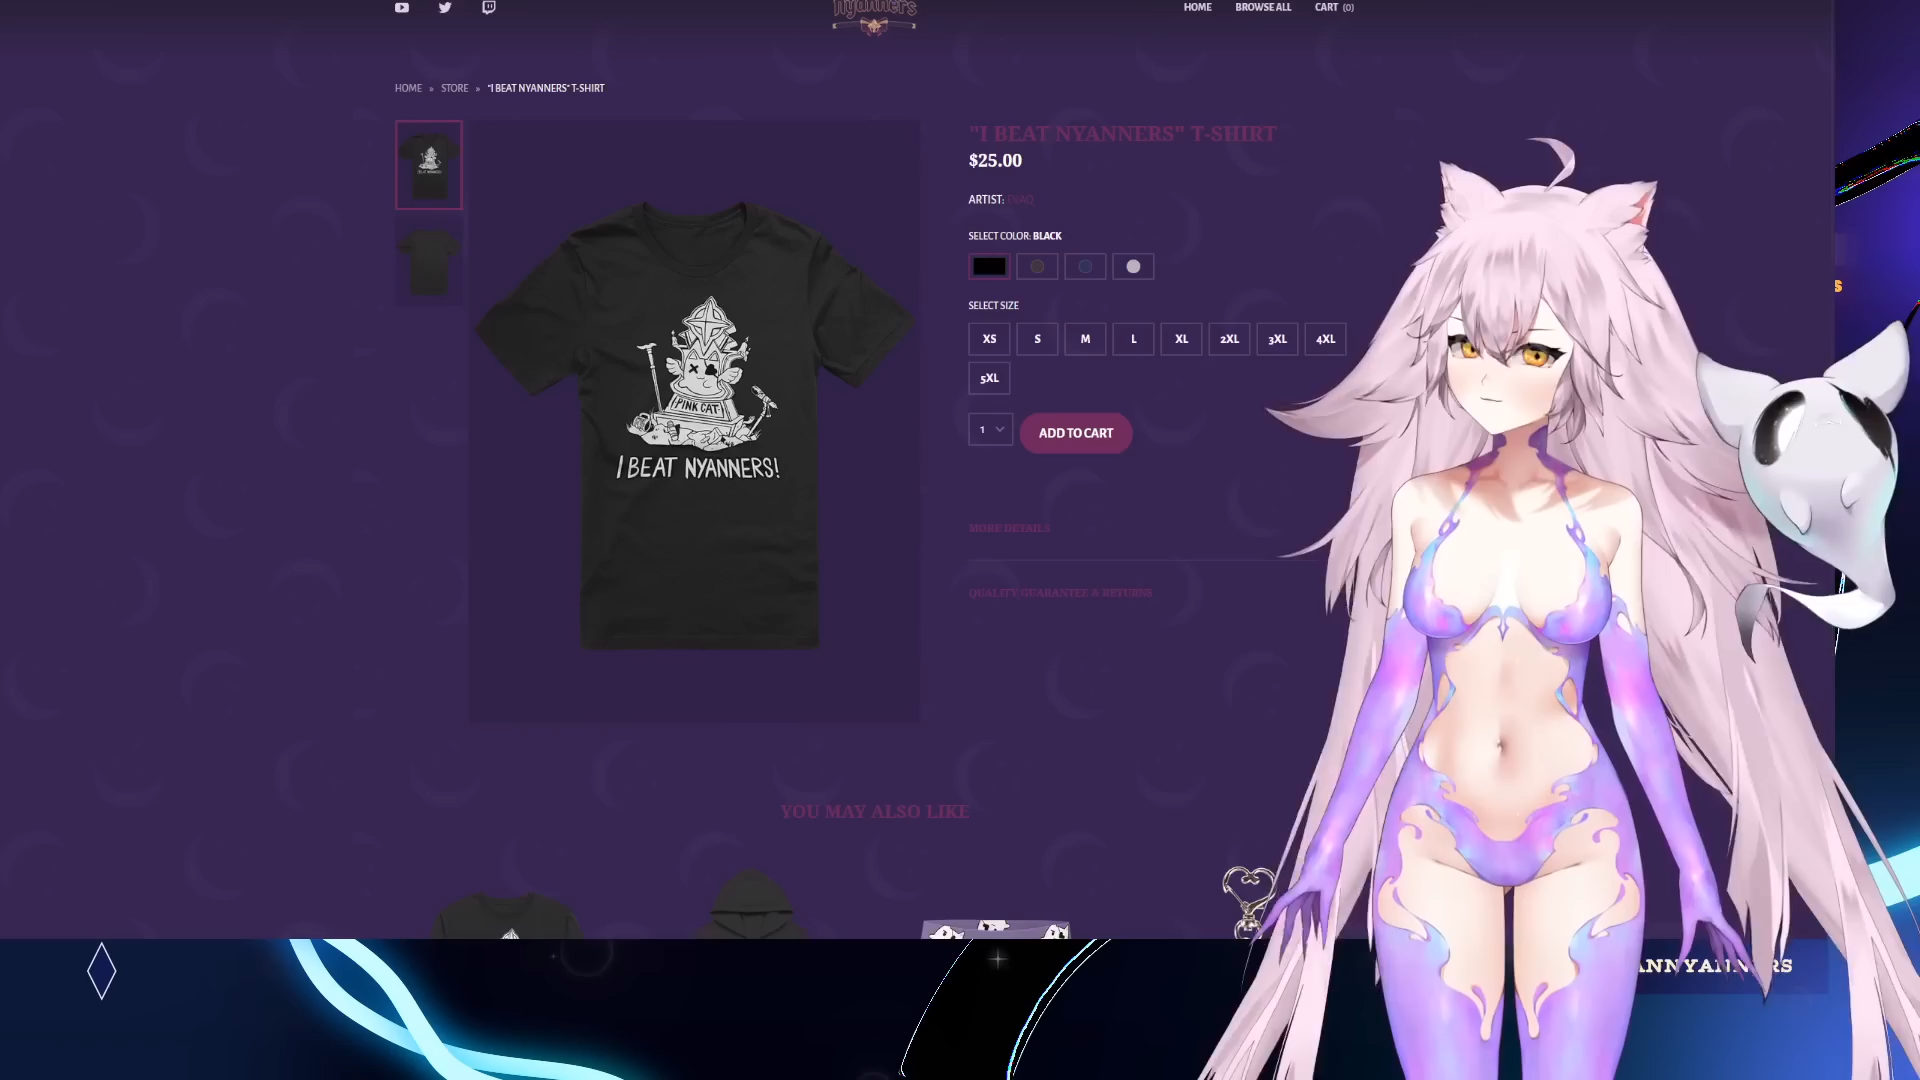 nyanners
HOME
BROWSE ALL
CART (0)
HOME » STORE » "I BEAT NYANNERS" T-SHIRT
"I BEAT NYANNERS" T-SHIRT
$25.00
ARTIST:
SELECT COLOR: BLACK
SELECT SIZE
XS S M L XL 2XL 3XL 4XL
5XL
1
ADD TO CART
PINK CAT
I BEAT NYANNERS!
MORE DETAILS
QUALITY GUARANTEE & RETURNS
YOU MAY ALSO LIKE